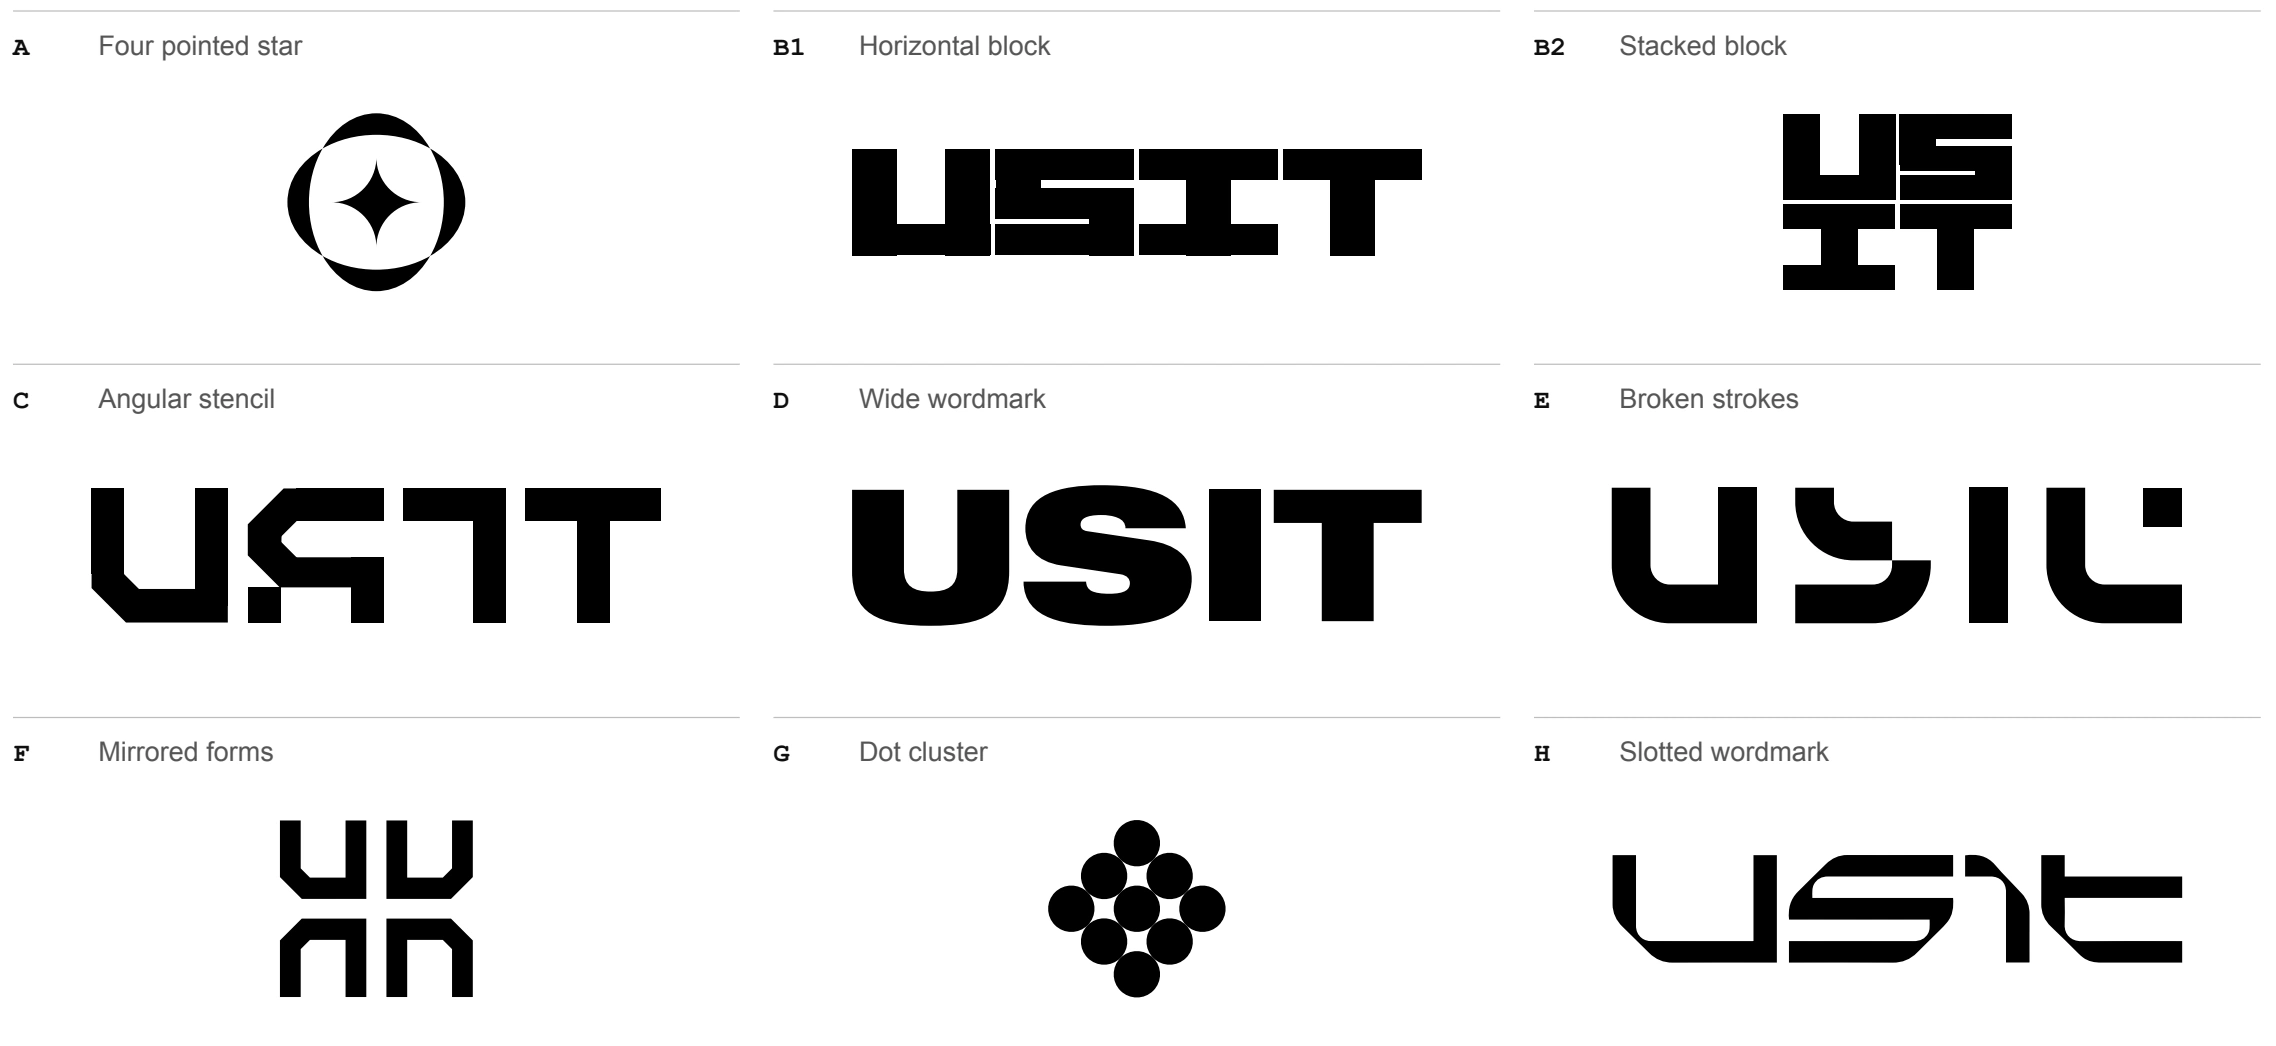 A Four pointed star
B1 Horizontal block
B2 Stacked block
USIT
US
IT
C Angular stencil
D Wide wordmark
E Broken strokes
USIT
USIT
USIt
F Mirrored forms
G Dot cluster
H Slotted wordmark
USIt